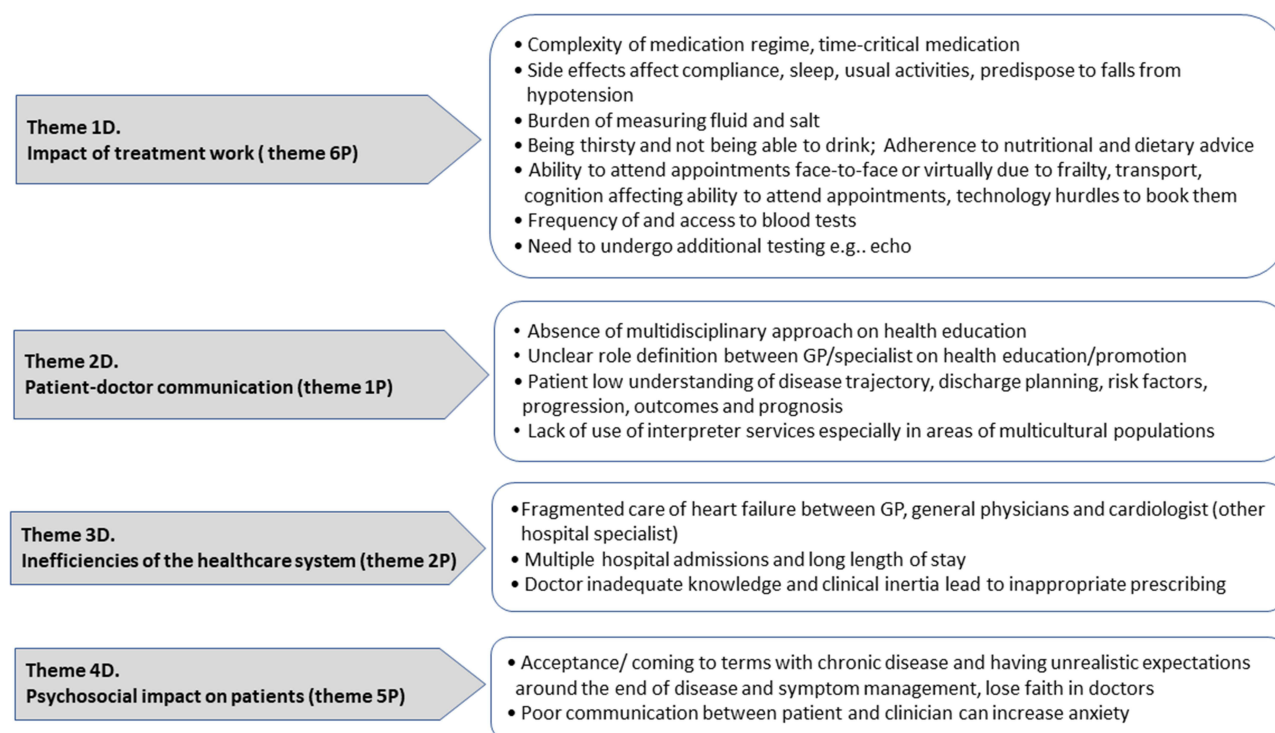 Theme 1D.
Impact of treatment work ( theme 6P)
• Complexity of medication regime, time-critical medication
• Side effects affect compliance, sleep, usual activities, predispose to falls from
hypotension
• Burden of measuring fluid and salt
• Being thirsty and not being able to drink; Adherence to nutritional and dietary advice
• Ability to attend appointments face-to-face or virtually due to frailty, transport,
cognition affecting ability to attend appointments, technology hurdles to book them
• Frequency of and access to blood tests
• Need to undergo additional testing e.g.. echo
Theme 2D.
Patient-doctor communication (theme 1P)
• Absence of multidisciplinary approach on health education
• Unclear role definition between GP/specialist on health education/promotion
• Patient low understanding of disease trajectory, discharge planning, risk factors,
progression, outcomes and prognosis
• Lack of use of interpreter services especially in areas of multicultural populations
Theme 3D.
Inefficiencies of the healthcare system (theme 2P)
•Fragmented care of heart failure between GP, general physicians and cardiologist (other
hospital specialist)
• Multiple hospital admissions and long length of stay
• Doctor inadequate knowledge and clinical inertia lead to inappropriate prescribing
Theme 4D.
Psychosocial impact on patients (theme 5P)
• Acceptance/ coming to terms with chronic disease and having unrealistic expectations
around the end of disease and symptom management, lose faith in doctors
• Poor communication between patient and clinician can increase anxiety